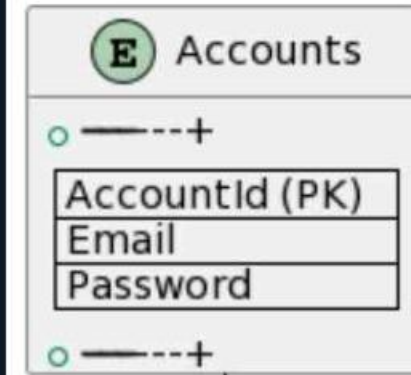 E Accounts
———---+
AccountId (PK)
Email
Password
———---+